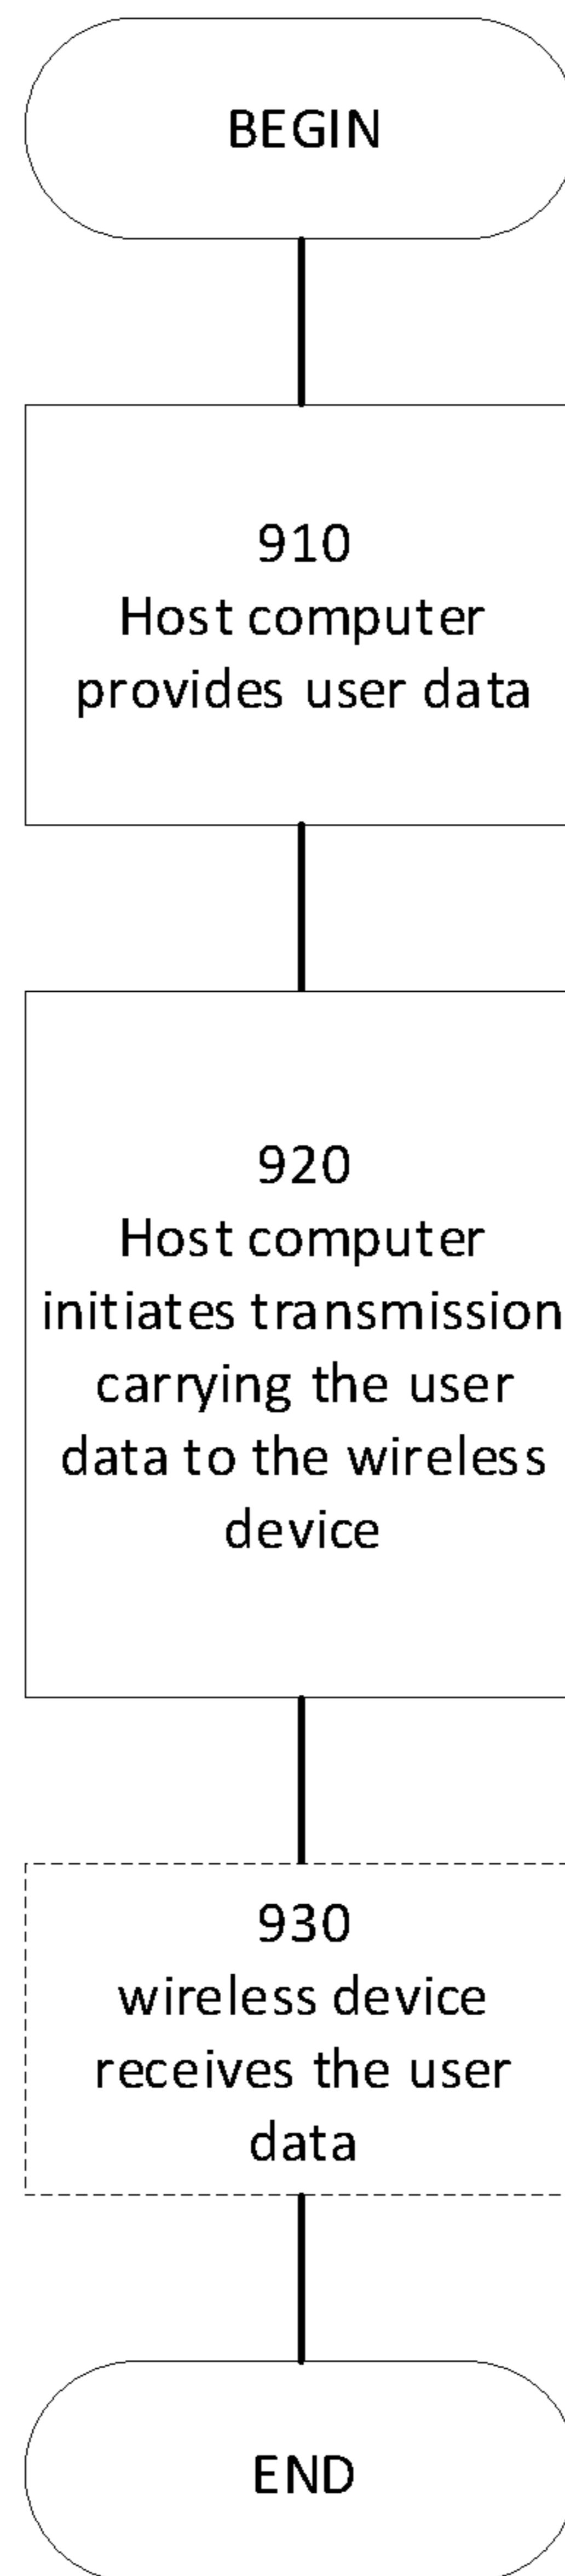 BEGIN
910
Host computer
provides user data
920
Host computer
initiates transmission
carrying the user
data to the wireless
device
930
wireless device
receives the user
data
END